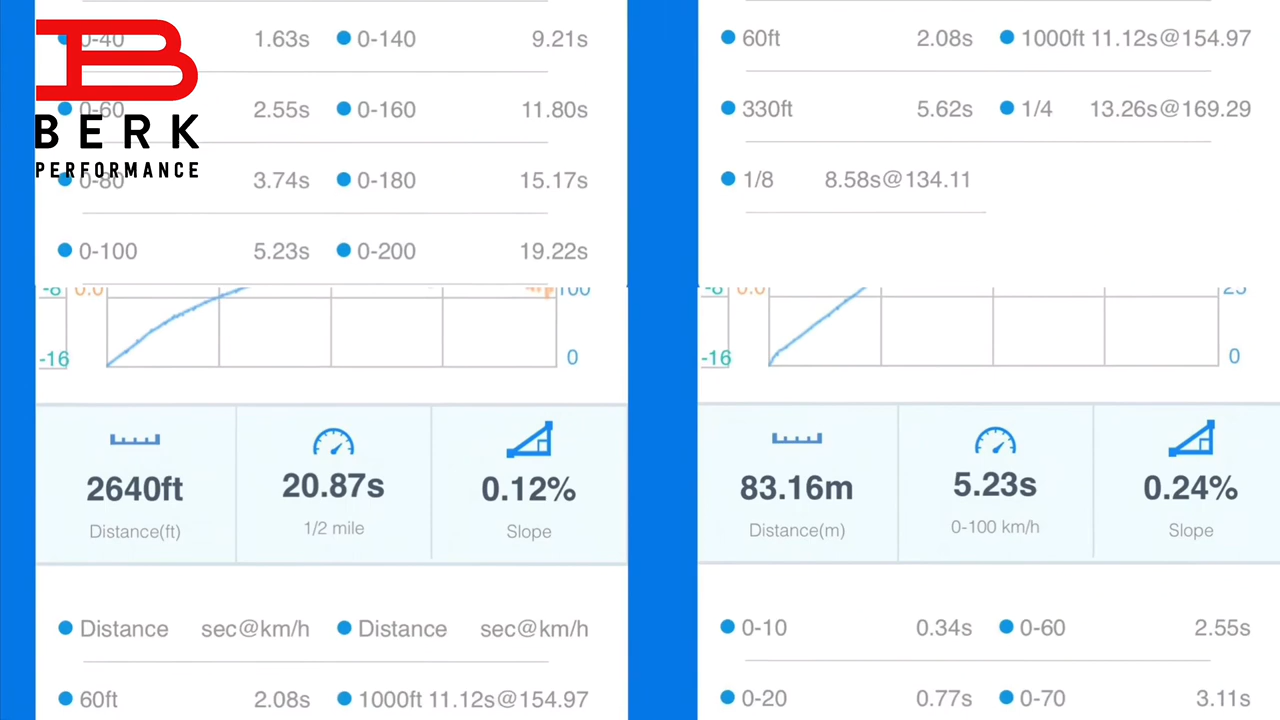 0-40 1.63s 0-140 9.21s
0-60 2.55s 0-160 11.80s
BERK
PERFORMANCE
0-80 3.74s 0-180 15.17s
0-100 5.23s 0-200 19.22s
-8 0.0 100
-16 0
2640ft 20.87s 0.12%
Distance(ft) 1/2 mile Slope
Distance sec@km/h Distance sec@km/h
60ft 2.08s 1000ft 11.12s@154.97
60ft 2.08s 1000ft 11.12s@154.97
330ft 5.62s 1/4 13.26s@169.29
1/8 8.58s@134.11
-8 0.0 25
-16 0
83.16m 5.23s 0.24%
Distance(m) 0-100 km/h Slope
0-10 0.34s 0-60 2.55s
0-20 0.77s 0-70 3.11s